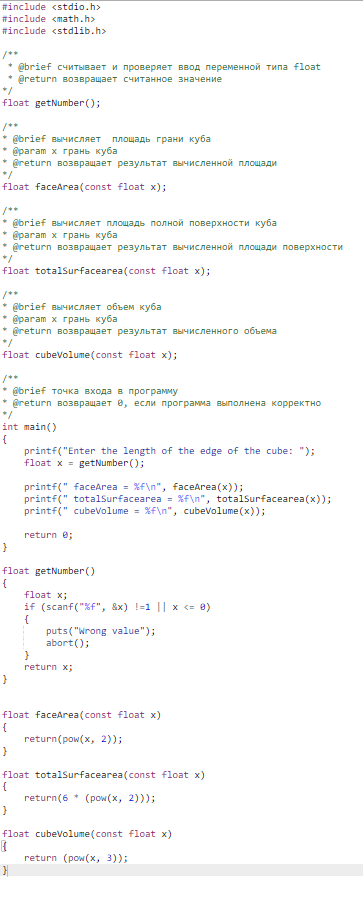 #include <stdio.h>
#include <math.h>
#include <stdlib.h>

/**
 * @brief считывает и проверяет ввод переменной типа float
 * @return возвращает считанное значение
*/
float getNumber();

/**
* @brief вычисляет  площадь грани куба
* @param x грань куба
* @return возвращает результат вычисленной площади
*/
float faceArea(const float x);

/**
* @brief вычисляет площадь полной поверхности куба
* @param x грань куба
* @return возвращает результат вычисленной площади поверхности
*/
float totalSurfacearea(const float x);

/**
* @brief вычисляет объем куба
* @param x грань куба
* @return возвращает результат вычисленного объема
*/
float cubeVolume(const float x);

/**
* @brief точка входа в программу
* @return возвращает 0, если программа выполнена корректно
*/
int main()
{
    printf("Enter the length of the edge of the cube: ");
    float x = getNumber();

    printf(" faceArea = %f\n", faceArea(x));
    printf(" totalSurfacearea = %f\n", totalSurfacearea(x));
    printf(" cubeVolume = %f\n", cubeVolume(x));

    return 0;
}

float getNumber()
{
    float x;
    if (scanf("%f", &x) !=1 || x <= 0)
    {
        puts("Wrong value");
        abort();
    }
    return x;
}


float faceArea(const float x)
{
    return(pow(x, 2));
}

float totalSurfacearea(const float x)
{
    return(6 * (pow(x, 2)));
}

float cubeVolume(const float x)
{
    return (pow(x, 3));
}